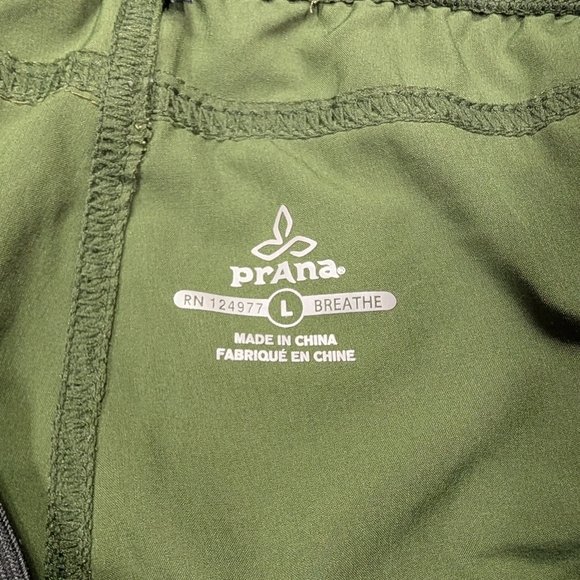 prAna®
RN 124977 L BREATHE
MADE IN CHINA
FABRIQUÉ EN CHINE